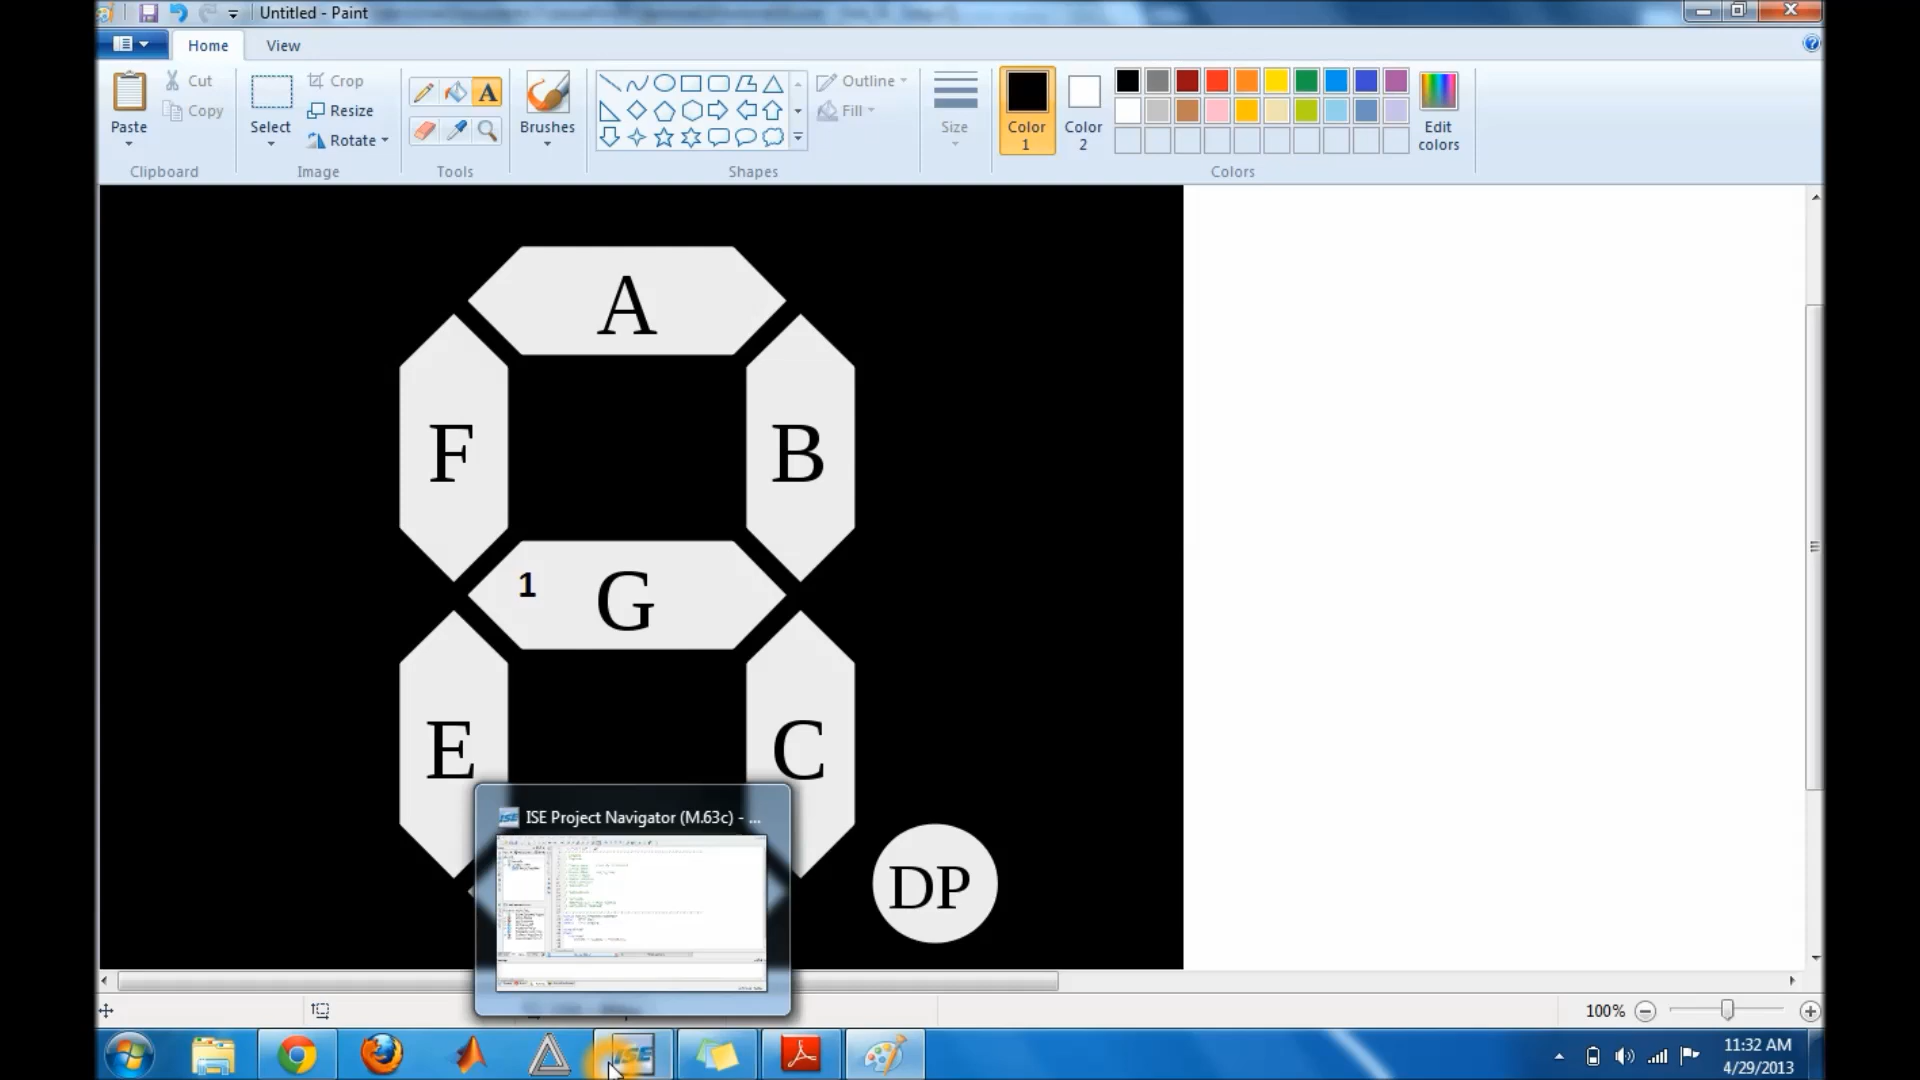 Untitled - Paint
Home
View
Cut
Copy
Paste
Clipboard
Crop
Resize
Rotate
Select
Image
A
Tools
Brushes
Outline
Fill
Shapes
Size
Color
1
Color
2
Edit
colors
Colors
A
F
B
1
G
E
C
DP
ISE Project Navigator (M.63c) - ...
100%
ISE
11:32 AM
4/29/2013